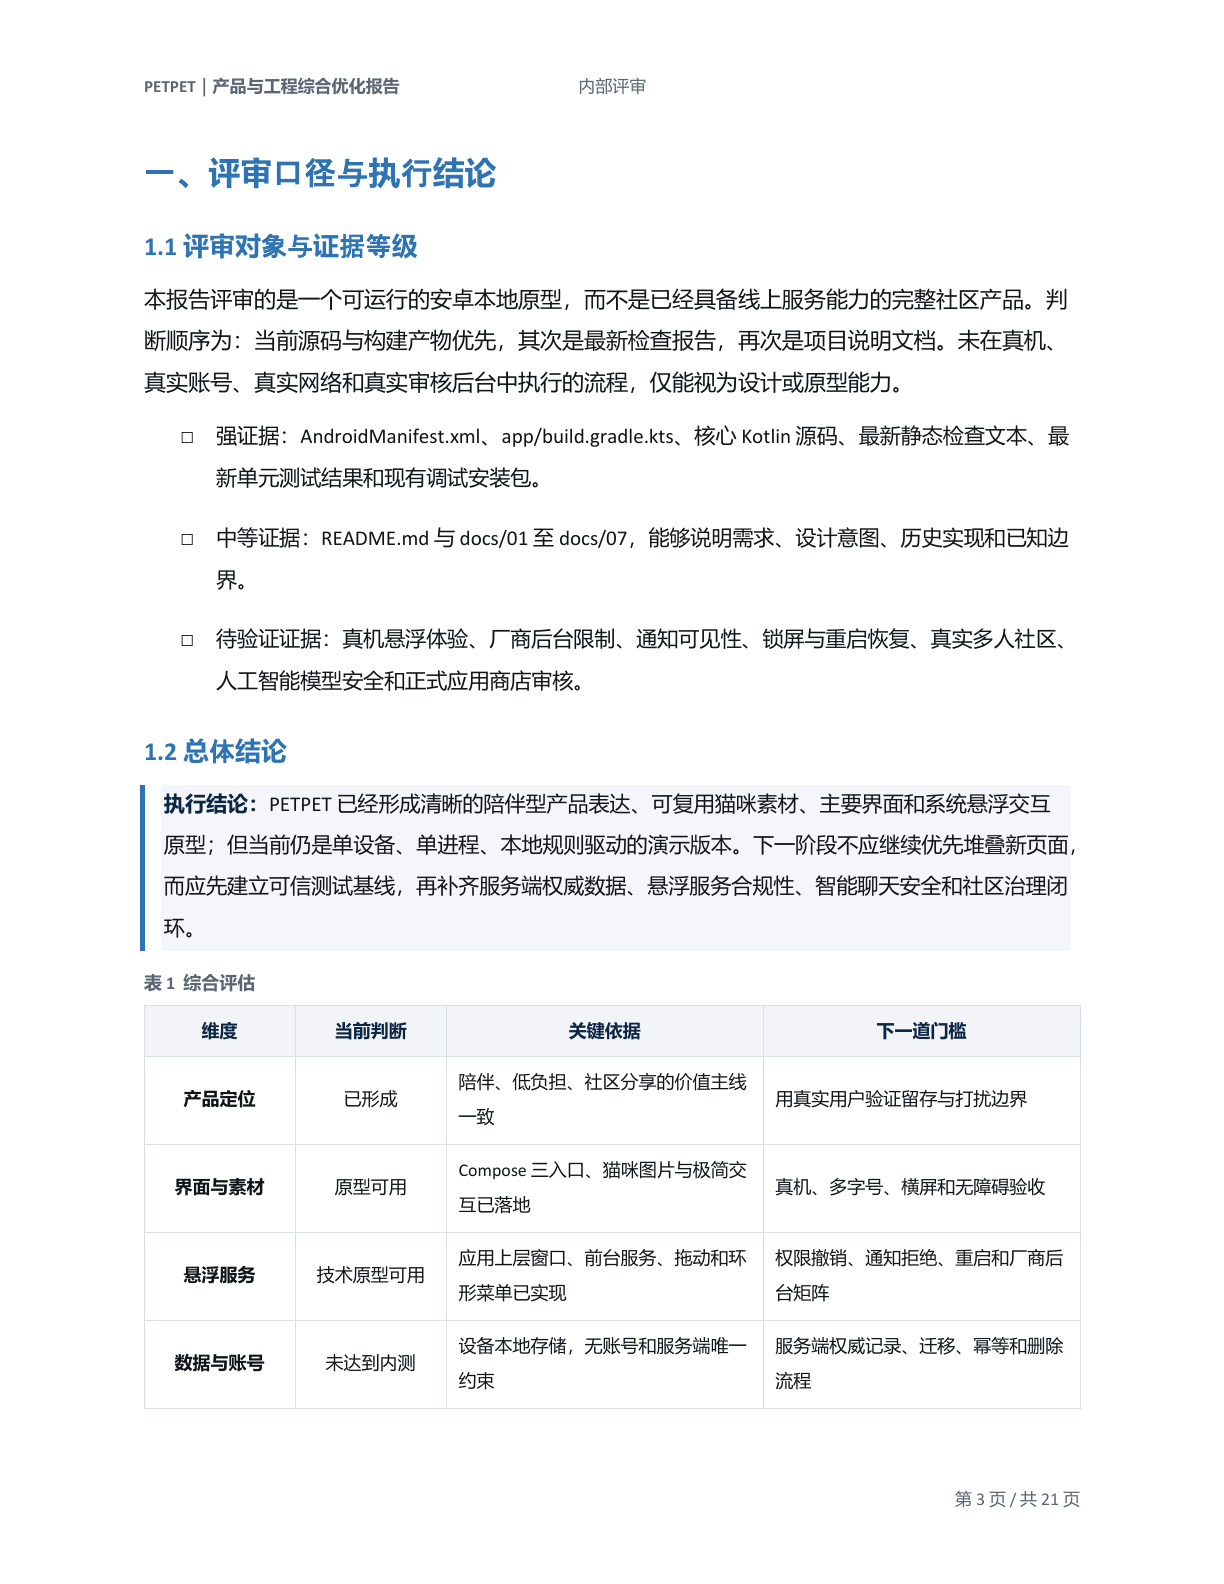 PETPET｜产品与工程综合优化报告 内部评审
一、评审口径与执行结论
1.1 评审对象与证据等级
本报告评审的是一个可运行的安卓本地原型，而不是已经具备线上服务能力的完整社区产品。判
断顺序为：当前源码与构建产物优先，其次是最新检查报告，再次是项目说明文档。未在真机、
真实账号、真实网络和真实审核后台中执行的流程，仅能视为设计或原型能力。
□ 强证据：AndroidManifest.xml、app/build.gradle.kts、核心 Kotlin 源码、最新静态检查文本、最
新单元测试结果和现有调试安装包。
□ 中等证据：README.md 与 docs/01 至 docs/07，能够说明需求、设计意图、历史实现和已知边
界。
□ 待验证证据：真机悬浮体验、厂商后台限制、通知可见性、锁屏与重启恢复、真实多人社区、
人工智能模型安全和正式应用商店审核。
1.2 总体结论
执行结论：PETPET 已经形成清晰的陪伴型产品表达、可复用猫咪素材、主要界面和系统悬浮交互
原型；但当前仍是单设备、单进程、本地规则驱动的演示版本。下一阶段不应继续优先堆叠新页面，
而应先建立可信测试基线，再补齐服务端权威数据、悬浮服务合规性、智能聊天安全和社区治理闭
环。
表 1 综合评估
维度 当前判断 关键依据 下一道门槛
产品定位 已形成 陪伴、低负担、社区分享的价值主线
一致 用真实用户验证留存与打扰边界
界面与素材 原型可用 Compose 三入口、猫咪图片与极简交
互已落地 真机、多字号、横屏和无障碍验收
悬浮服务 技术原型可用 应用上层窗口、前台服务、拖动和环
形菜单已实现 权限撤销、通知拒绝、重启和厂商后
台矩阵
数据与账号 未达到内测 设备本地存储，无账号和服务端唯一
约束 服务端权威记录、迁移、幂等和删除
流程
第 3 页 / 共 21 页